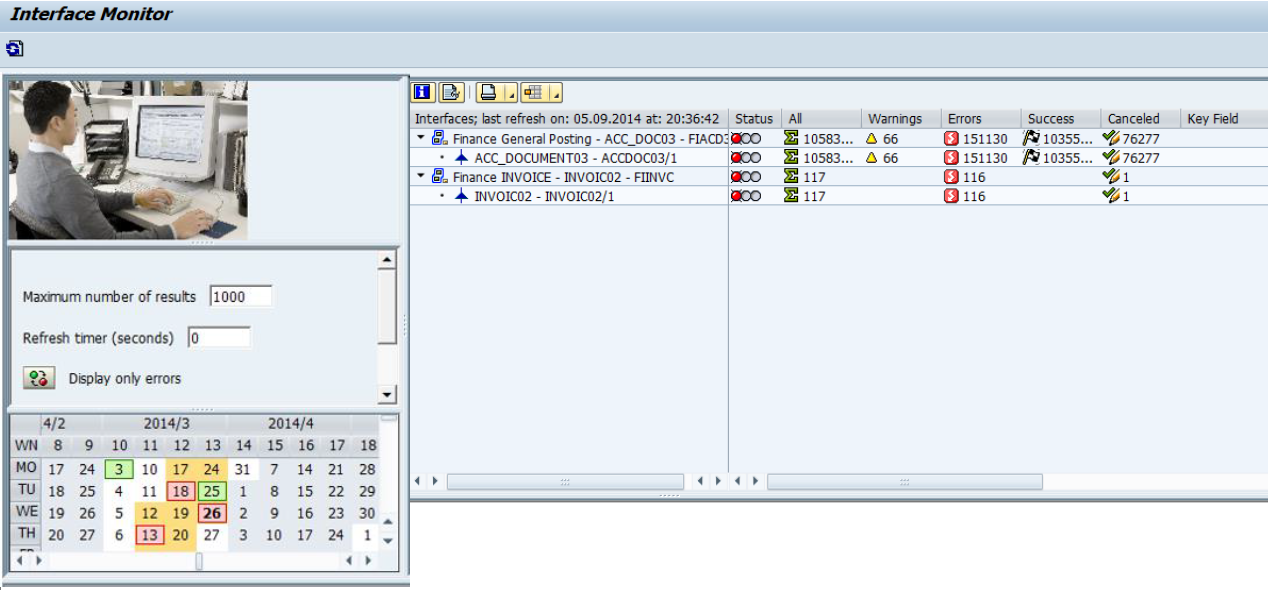 Interface Monitor
Interfaces; last refresh on: 05.09.2014 at: 20:36:42 Status All Warnings Errors Success Canceled Key Field
Finance General Posting - ACC_DOC03 - FIACD3 10583... 66 151130 10355... 76277
ACC_DOCUMENT03 - ACCDOC03/1 10583... 66 151130 10355... 76277
Finance INVOICE - INVOIC02 - FIINVC 117 116 1
INVOIC02 - INVOIC02/1 117 116 1
Maximum number of results 1000
Refresh timer (seconds) 0
Display only errors
4/2 2014/3 2014/4
WN 8 9 10 11 12 13 14 15 16 17 18
MO 17 24 3 10 17 24 31 7 14 21 28
TU 18 25 4 11 18 25 1 8 15 22 29
WE 19 26 5 12 19 26 2 9 16 23 30
TH 20 27 6 13 20 27 3 10 17 24 1